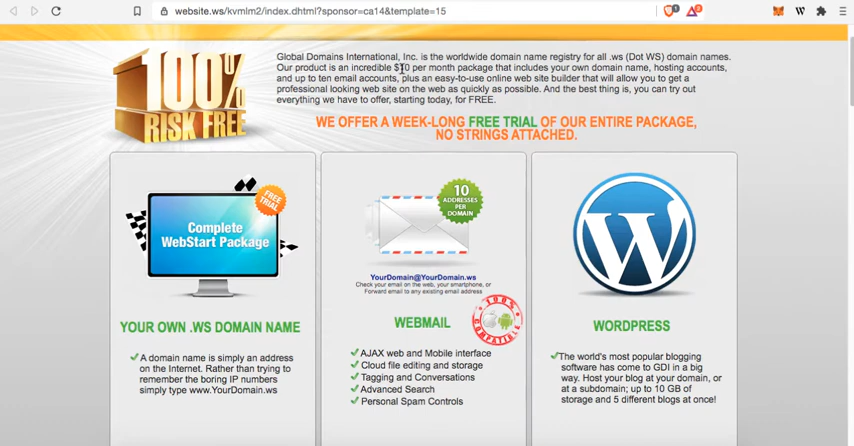 website.ws/kvmlm2/index.dhtml?sponsor=ca14&template=15
100%
RISK FREE
Global Domains International, Inc. is the worldwide domain name registry for all .ws (Dot WS) domain names.
Our product is an incredible $10 per month package that includes your own domain name, hosting accounts,
and up to ten email accounts, plus an easy-to-use online web site builder that will allow you to get a
professional looking web site on the web as quickly as possible. And the best thing is, you can try out
everything we have to offer, starting today, for FREE.
WE OFFER A WEEK-LONG FREE TRIAL OF OUR ENTIRE PACKAGE,
NO STRINGS ATTACHED.
FREE
TRIAL
Complete
WebStart Package
YOUR OWN .WS DOMAIN NAME
A domain name is simply an address
on the Internet. Rather than trying to
remember the boring IP numbers
simply type www.YourDomain.ws
10
ADDRESSES
PER
DOMAIN
YourDomain@YourDomain.ws
Check your email on the web, your smartphone, or
Forward email to any existing email address
100%
COMPATIBLE
WEBMAIL
AJAX web and Mobile interface
Cloud file editing and storage
Tagging and Conversations
Advanced Search
Personal Spam Controls
WORDPRESS
The world's most popular blogging
software has come to GDI in a big
way. Host your blog at your domain, or
at a subdomain; up to 10 GB of
storage and 5 different blogs at once!